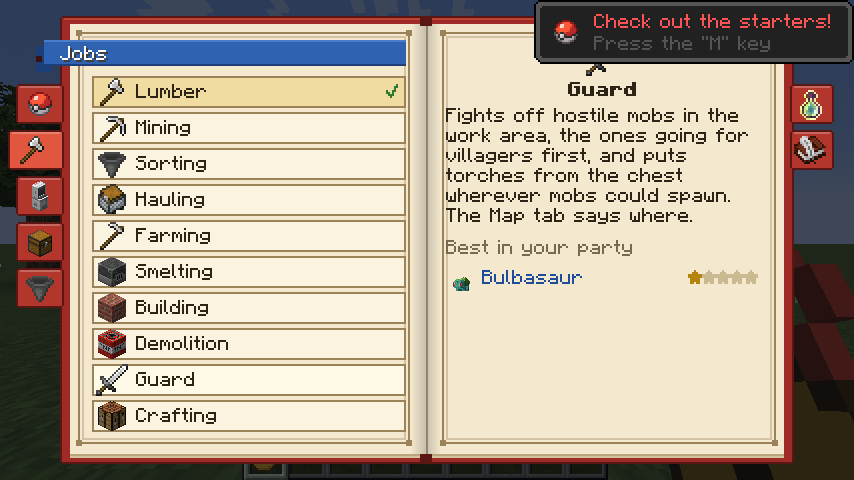 Check out the starters!
Press the "M" key
Jobs
Lumber
Mining
Sorting
Hauling
Farming
Smelting
Building
Demolition
Guard
Crafting
Guard
Fights off hostile mobs in the
work area, the ones going for
villagers first, and puts
torches from the chest
wherever mobs could spawn.
The Map tab says where.
Best in your party
Bulbasaur